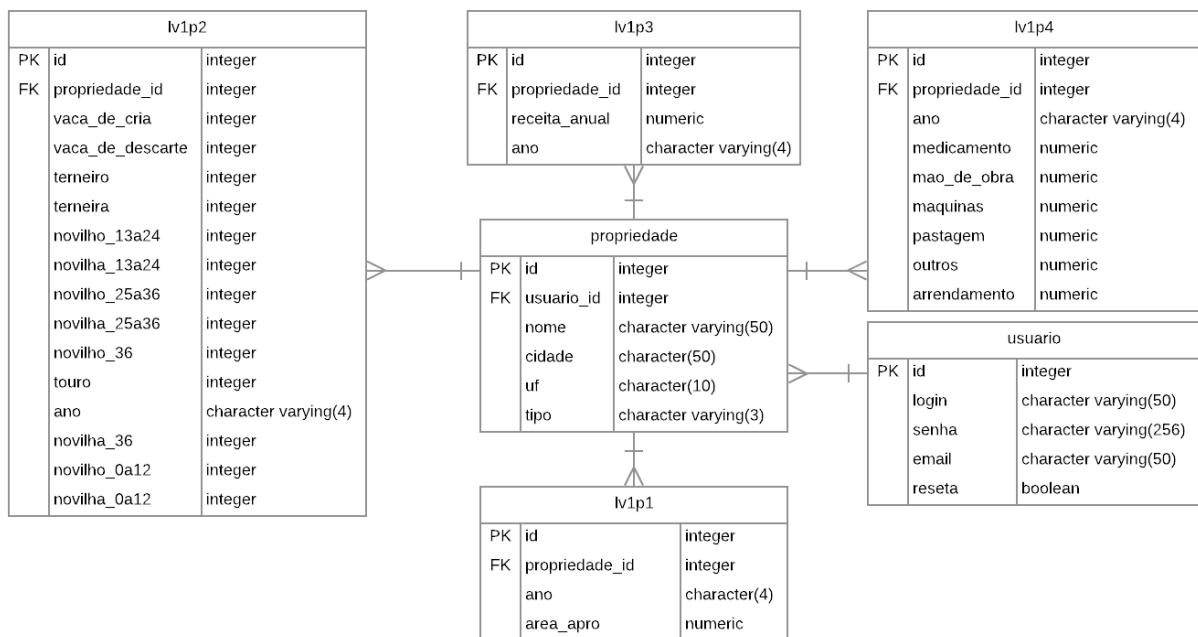 lv1p2
PK id integer
FK propriedade_id integer
vaca_de_cria integer
vaca_de_descarte integer
terneiro integer
terneira integer
novilho_13a24 integer
novilha_13a24 integer
novilho_25a36 integer
novilha_25a36 integer
novilho_36 integer
touro integer
ano character varying(4)
novilha_36 integer
novilho_0a12 integer
novilha_0a12 integer
lv1p3
PK id integer
FK propriedade_id integer
receita_anual numeric
ano character varying(4)
lv1p4
PK id integer
FK propriedade_id integer
ano character varying(4)
medicamento numeric
mao_de_obra numeric
maquinas numeric
pastagem numeric
outros numeric
arrendamento numeric
propriedade
PK id integer
FK usuario_id integer
nome character varying(50)
cidade character(50)
uf character(10)
tipo character varying(3)
usuario
PK id integer
login character varying(50)
senha character varying(256)
email character varying(50)
reseta boolean
lv1p1
PK id integer
FK propriedade_id integer
ano character(4)
area_apro numeric